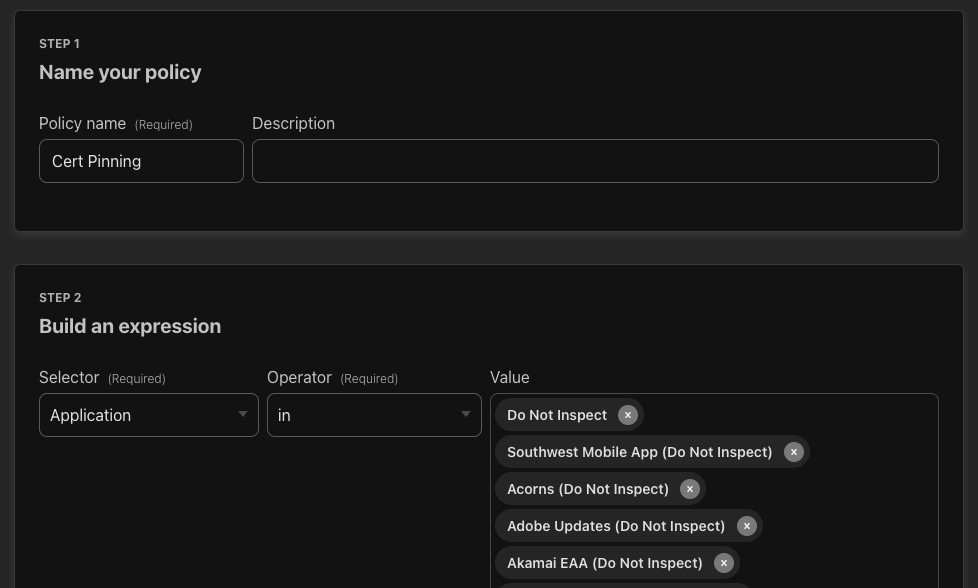 STEP 1
Name your policy
Policy name (Required) Description
Cert Pinning
STEP 2
Build an expression
Selector (Required) Operator (Required) Value
Application in Do Not Inspect ×
Southwest Mobile App (Do Not Inspect) ×
Acorns (Do Not Inspect) ×
Adobe Updates (Do Not Inspect) ×
Akamai EAA (Do Not Inspect) ×